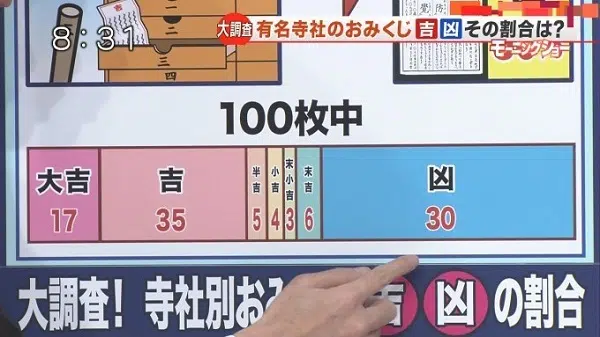 8:31
大調査 有名寺社のおみくじ 吉 凶 その割合は?
モーニングショー
一
二
三
四
100枚中
大吉 吉 半吉 小吉 末小吉 末吉 凶
17 35 5 4 3 6 30
大調査! 寺社別おみ 吉 凶 の割合